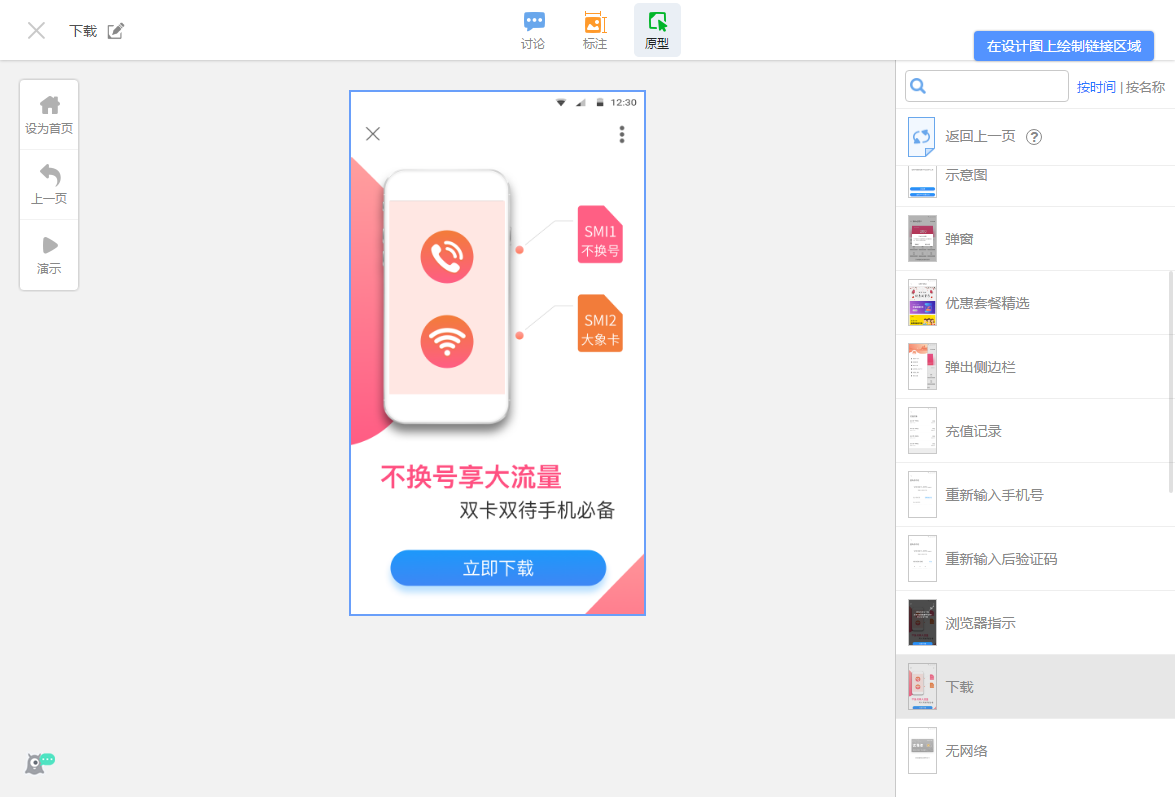 下载
讨论
标注
原型
在设计图上绘制链接区域
设为首页
上一页
演示
12:30
SMI1
不换号
SMI2
大象卡
不换号享大流量
双卡双待手机必备
立即下载
按时间 | 按名称
返回上一页 ?
示意图
弹窗
优惠套餐精选
弹出侧边栏
充值记录
重新输入手机号
重新输入后验证码
浏览器指示
下载
无网络